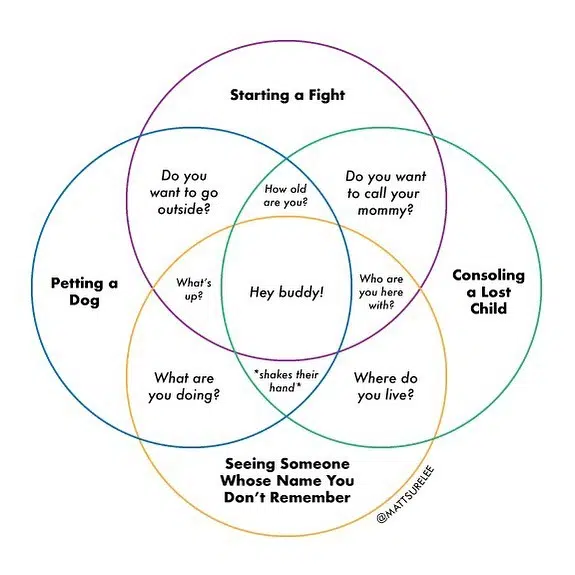 Starting a Fight
Do you
want to go
outside?
How old
are you?
Do you want
to call your
mommy?
Petting a
Dog
What's
up?
Hey buddy!
Who are
you here
with?
Consoling
a Lost
Child
What are
you doing?
*shakes their
hand*
Where do
you live?
Seeing Someone
Whose Name You
Don't Remember
@MATTSURELEE